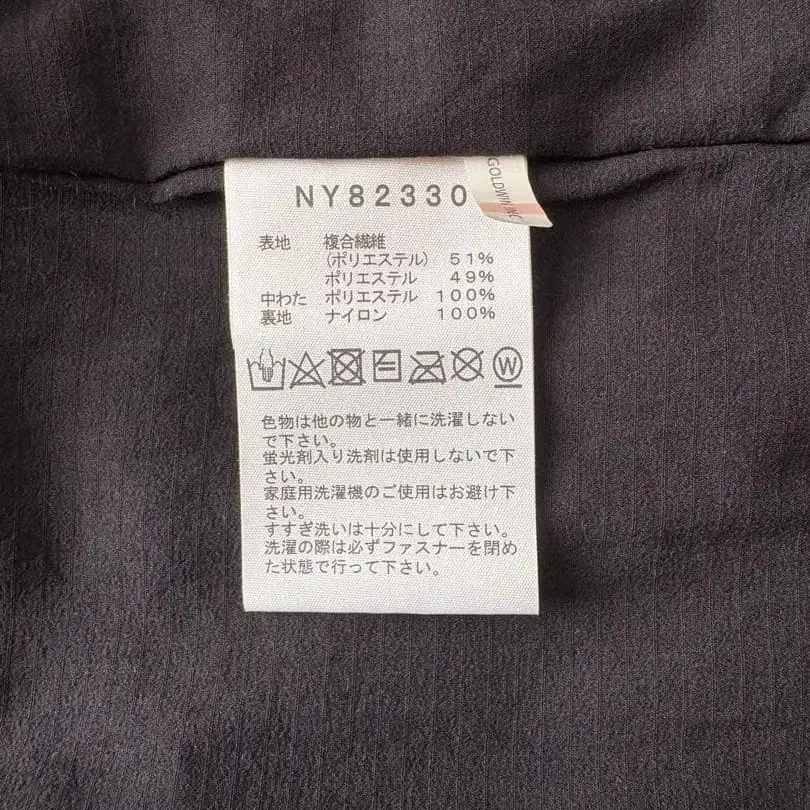 NY82330
GOLDWIN INC
表地 複合繊維
(ポリエステル) 51%
ポリエステル 49%
中わた ポリエステル 100%
裏地 ナイロン 100%
W
色物は他の物と一緒に洗濯しない
で下さい。
蛍光剤入り洗剤は使用しないで下
さい。
家庭用洗濯機のご使用はお避け下
さい。
すすぎ洗いは十分にして下さい。
洗濯の際は必ずファスナーを閉め
た状態で行って下さい。